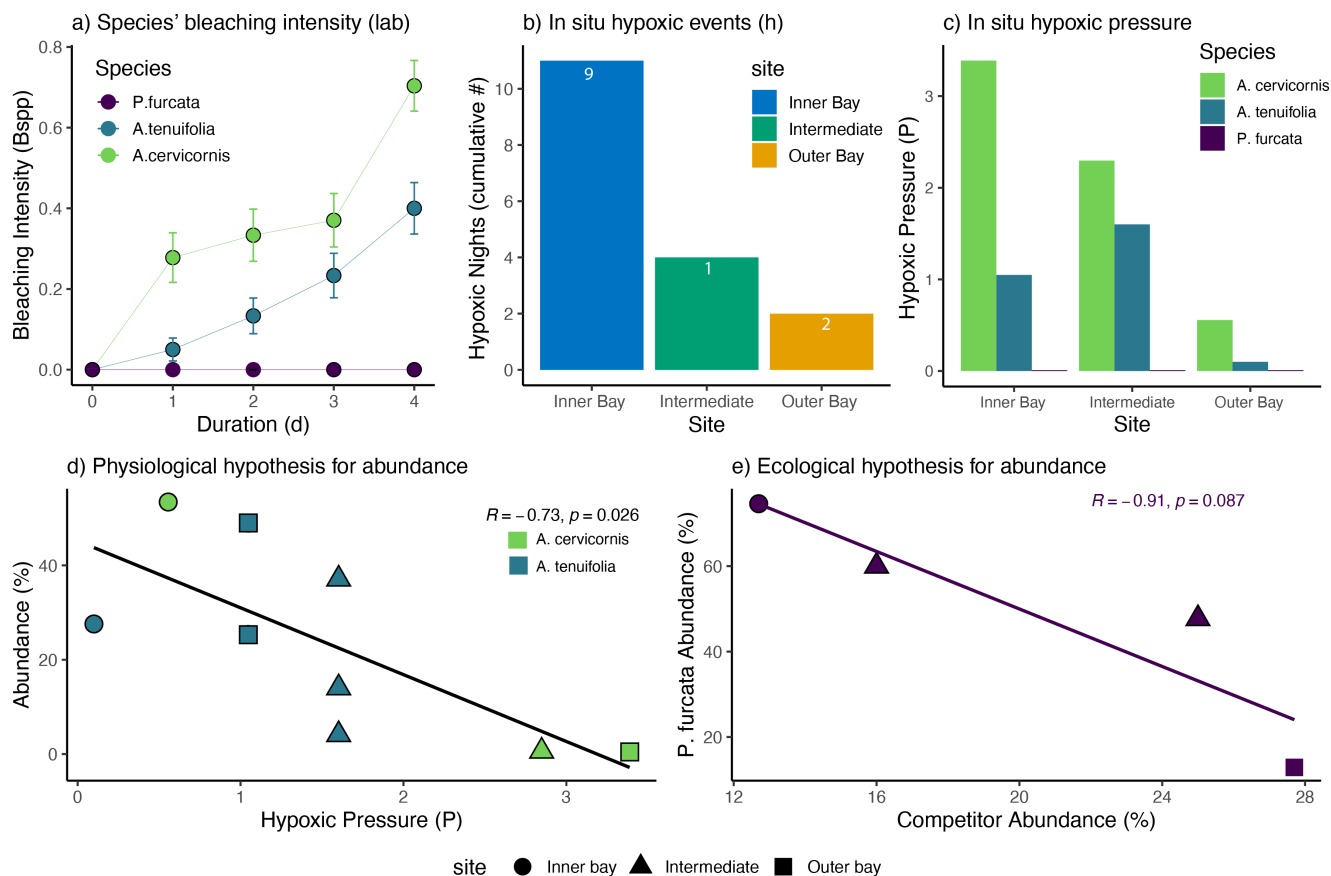 a) Species' bleaching intensity (lab)
Bleaching Intensity (Bspp)
0.8
0.6
0.4
0.2
0.0
Species
P.furcata
A.tenuifolia
A.cervicornis
0 1 2 3 4
Duration (d)
b) In situ hypoxic events (h)
Hypoxic Nights (cumulative #)
10
8
6
4
2
0
9
1
2
site
Inner Bay
Intermediate
Outer Bay
Inner Bay Intermediate Outer Bay
Site
c) In situ hypoxic pressure
Hypoxic Pressure (P)
3
2
1
0
Species
A. cervicornis
A. tenuifolia
P. furcata
Inner Bay Intermediate Outer Bay
Site
d) Physiological hypothesis for abundance
Abundance (%)
40
20
0
R = −0.73, p = 0.026
A. cervicornis
A. tenuifolia
0 1 2 3
Hypoxic Pressure (P)
e) Ecological hypothesis for abundance
P. furcata Abundance (%)
60
40
20
R = −0.91, p = 0.087
12 16 20 24 28
Competitor Abundance (%)
site Inner bay Intermediate Outer bay